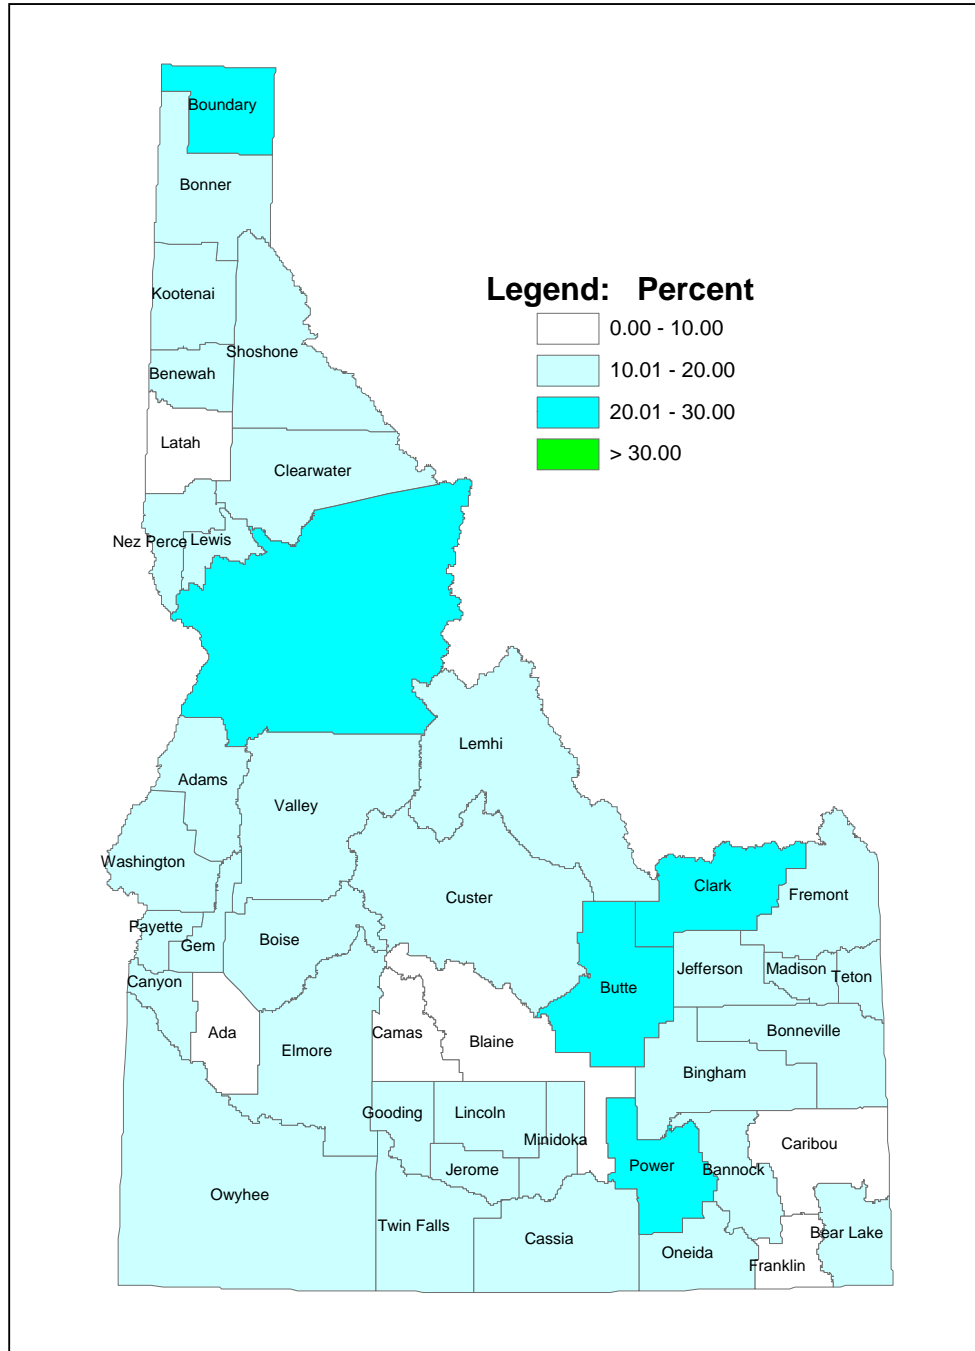 Boundary
Bonner
Legend: Percent
0.00 - 10.00
10.01 - 20.00
20.01 - 30.00
> 30.00
Kootenai
Shoshone
Benewah
Latah
Clearwater
Nez Perce
Lewis
Lemhi
Adams
Valley
Washington
Custer
Clark
Fremont
Payette
Gem
Boise
Canyon
Jefferson
Madison
Teton
Butte
Ada
Camas
Blaine
Elmore
Bonneville
Bingham
Gooding
Lincoln
Minidoka
Caribou
Jerome
Power
Bannock
Owyhee
Twin Falls
Cassia
Oneida
Bear Lake
Franklin